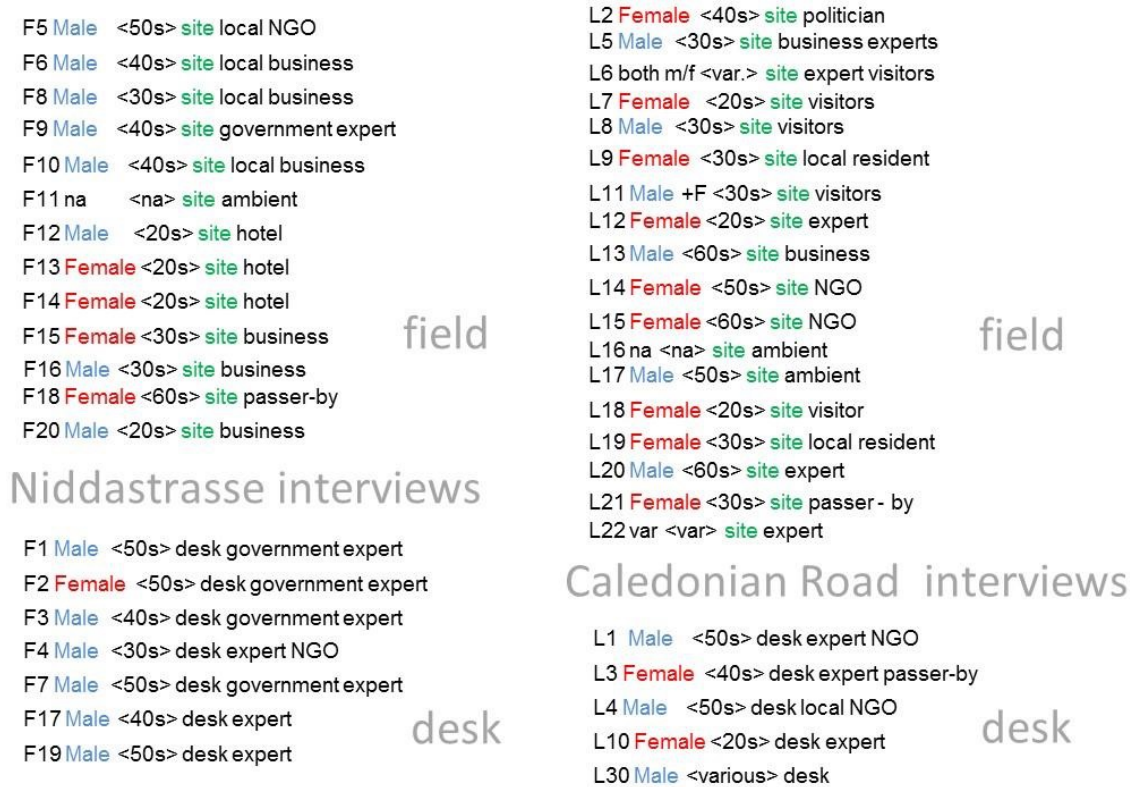 F5 Male <50s> site local NGO
F6 Male <40s> site local business
F8 Male <30s> site local business
F9 Male <40s> site government expert
F10 Male <40s> site local business
F11 na <na> site ambient
F12 Male <20s> site hotel
F13 Female <20s> site hotel
F14 Female <20s> site hotel
F15 Female <30s> site business
field
F16 Male <30s> site business
F18 Female <60s> site passer-by
F20 Male <20s> site business
Niddastrasse interviews
F1 Male <50s> desk government expert
F2 Female <50s> desk government expert
F3 Male <40s> desk government expert
F4 Male <30s> desk expert NGO
F7 Male <50s> desk government expert
F17 Male <40s> desk expert
desk
F19 Male <50s> desk expert
L2 Female <40s> site politician
L5 Male <30s> site business experts
L6 both m/f <var.> site expert visitors
L7 Female <20s> site visitors
L8 Male <30s> site visitors
L9 Female <30s> site local resident
L11 Male +F <30s> site visitors
L12 Female <20s> site expert
L13 Male <60s> site business
L14 Female <50s> site NGO
L15 Female <60s> site NGO
field
L16 na <na> site ambient
L17 Male <50s> site ambient
L18 Female <20s> site visitor
L19 Female <30s> site local resident
L20 Male <60s> site expert
L21 Female <30s> site passer - by
L22 var <var> site expert
Caledonian Road interviews
L1 Male <50s> desk expert NGO
L3 Female <40s> desk expert passer-by
L4 Male <50s> desk local NGO
L10 Female <20s> desk expert
desk
L30 Male <various> desk